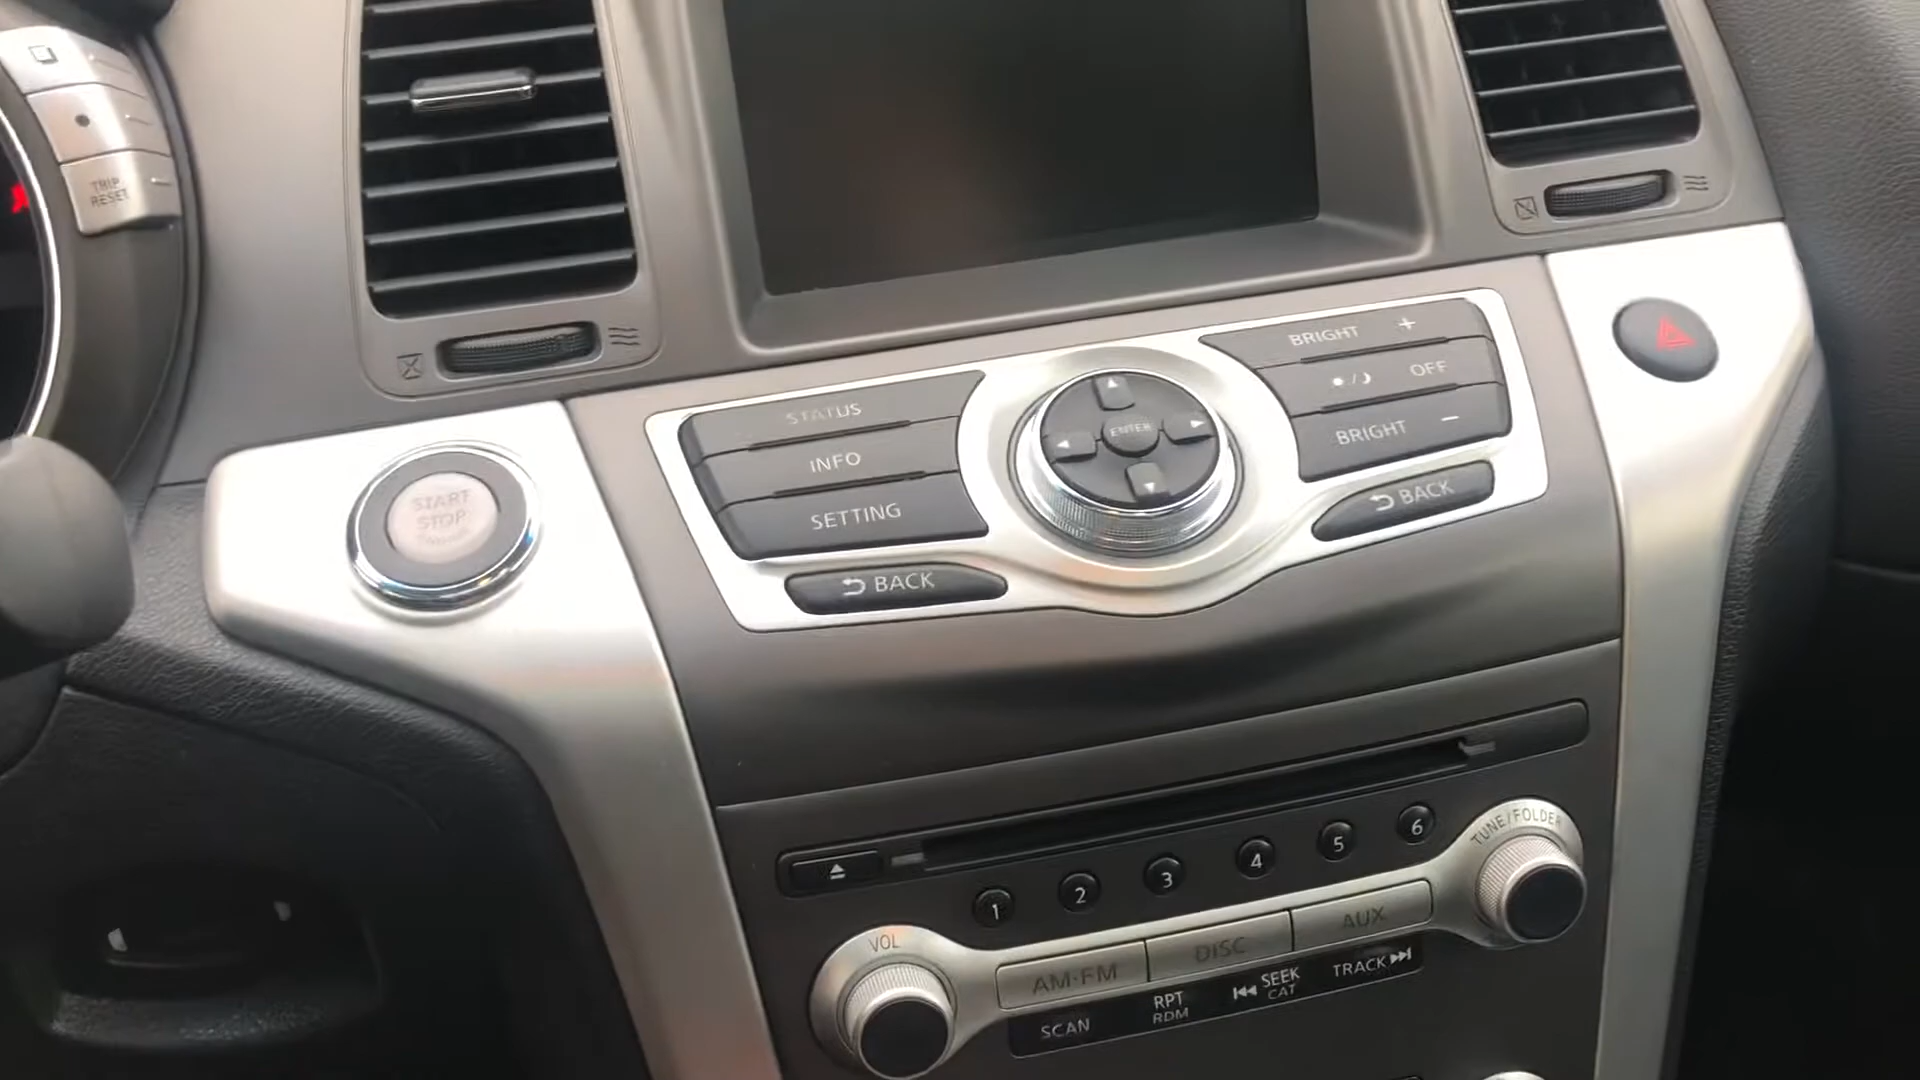 TRIP
RESET
START
STOP
STATUS
INFO
SETTING
BACK
ENTER
BRIGHT +
OFF
BRIGHT −
BACK
1 2 3 4 5 6
TUNE/FOLDER
VOL
AM·FM
DISC
AUX
SCAN
RPT
RDM
SEEK
CAT
TRACK